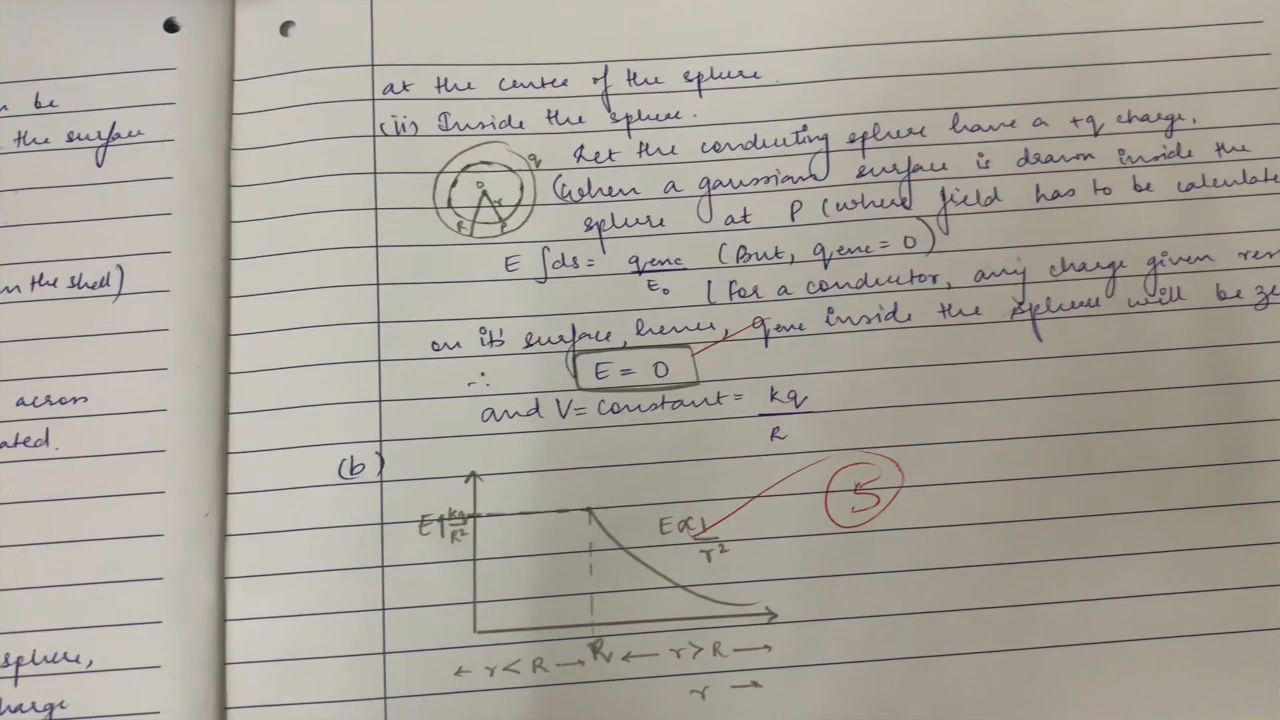 n be
the surface
n the shell)
across
ated.
sphere,
charge
at the centre of the sphere.
(ii) Inside the sphere.
Let the conducting sphere have a +q charge,
(when a gaussian surface is drawn inside the
sphere at P (where field has to be calculate
E ∫ds = qenc/ε₀ (But, qenc = 0)
(for a conductor, any charge given res
on it's surface, hence, qenc inside the sphere will be ze
∴ E = 0
and V = constant = kq/R
q
O
r
R
P
(b)
5
E↑ kq/R²
E ∝ 1/r²
← r < R → R ← r > R →
r →